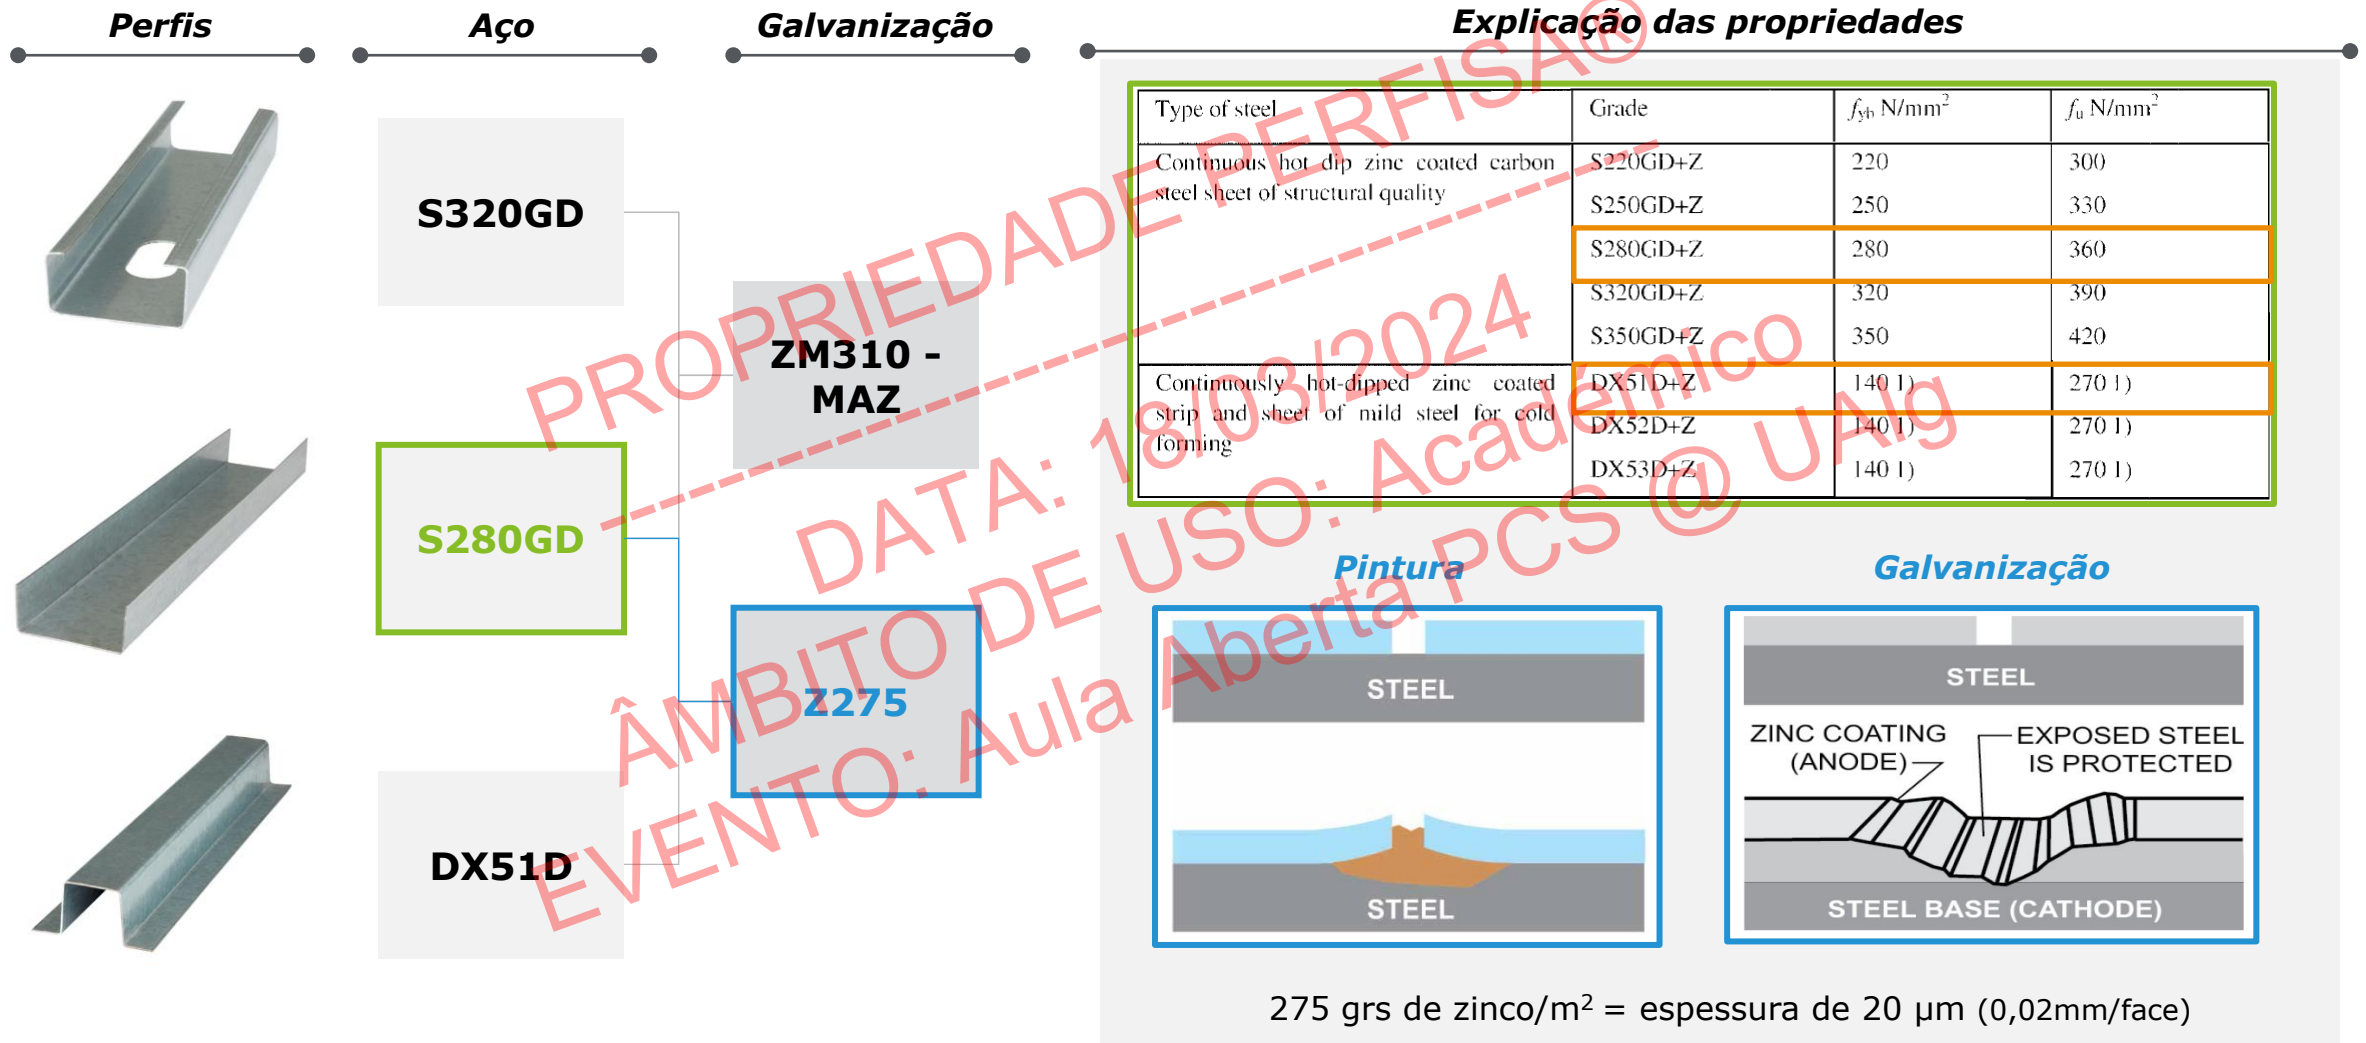 Perfis
Aço
Galvanização
Explicação das propriedades
S320GD
S280GD
DX51D
ZM310 -
MAZ
Z275
Type of steel
Grade
fyb N/mm²
fu N/mm²
Continuous hot dip zinc coated carbon
steel sheet of structural quality
S220GD+Z
220
300
S250GD+Z
250
330
S280GD+Z
280
360
S320GD+Z
320
390
S350GD+Z
350
420
Continuously hot-dipped zinc coated
strip and sheet of mild steel for cold
forming
DX51D+Z
140 1)
270 1)
DX52D+Z
140 1)
270 1)
DX53D+Z
140 1)
270 1)
Pintura
STEEL
STEEL
Galvanização
STEEL
ZINC COATING
(ANODE)
EXPOSED STEEL
IS PROTECTED
STEEL BASE (CATHODE)
275 grs de zinco/m² = espessura de 20 µm (0,02mm/face)
PROPRIEDADE PERFISA®
DATA: 18/03/2024
ÂMBITO DE USO: Académico
EVENTO: Aula Aberta PCS @ UAlg